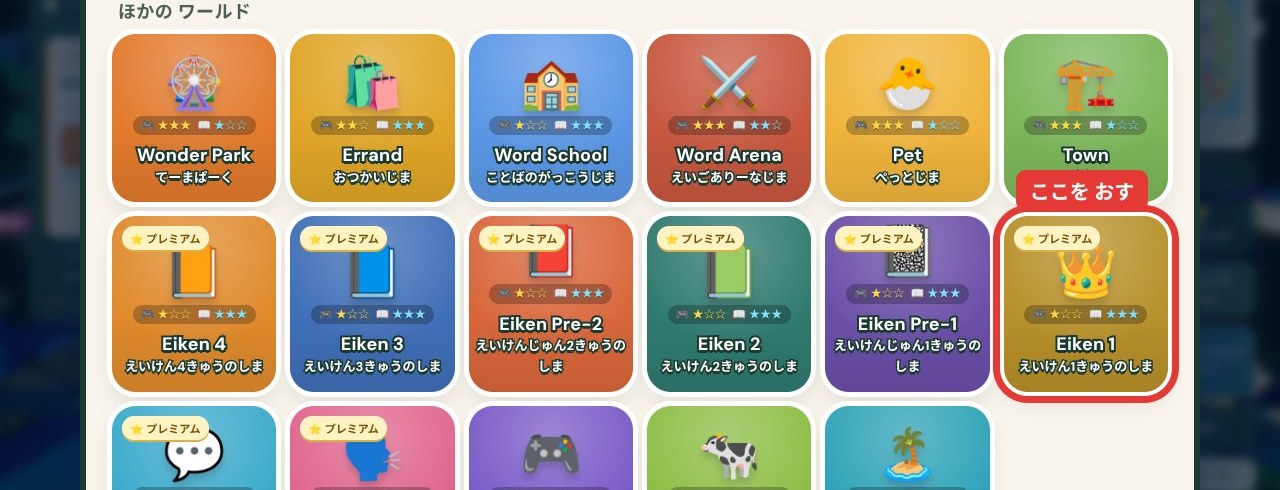 ほかの ワールド
Wonder Park
てーまぱーく
Errand
おつかいじま
Word School
ことばのがっこうじま
Word Arena
えいごありーなじま
Pet
ぺっとじま
Town
ここを おす
プレミアム
Eiken 4
えいけん4きゅうのしま
プレミアム
Eiken 3
えいけん3きゅうのしま
プレミアム
Eiken Pre-2
えいけんじゅん2きゅうの
しま
プレミアム
Eiken 2
えいけん2きゅうのしま
プレミアム
Eiken Pre-1
えいけんじゅん1きゅうの
しま
プレミアム
Eiken 1
えいけん1きゅうのしま
プレミアム
プレミアム